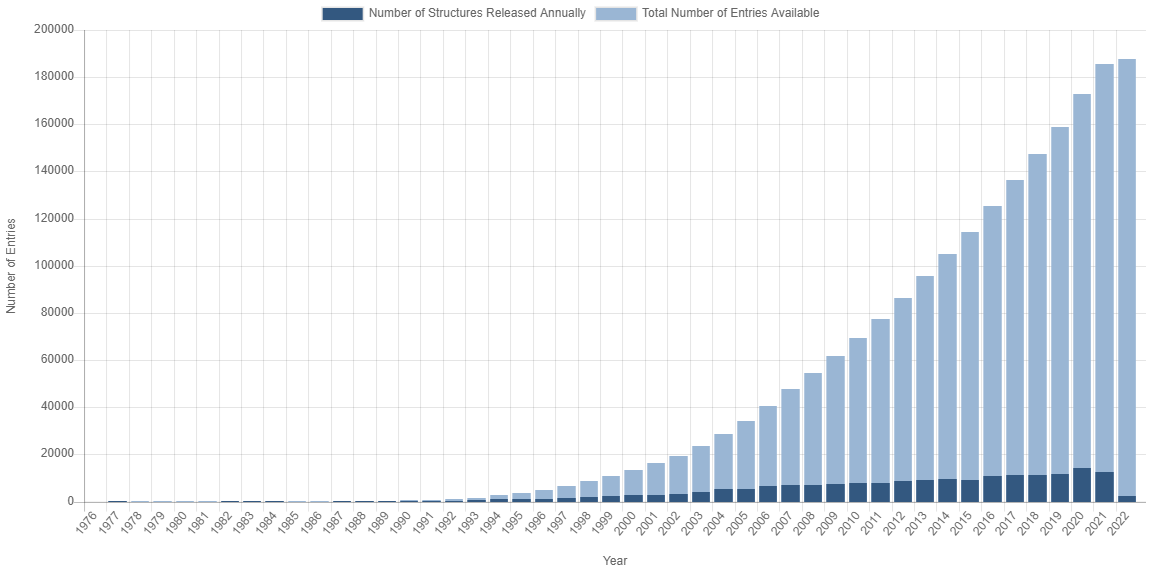 Number of Structures Released Annually Total Number of Entries Available
200000
180000
160000
140000
120000
100000
80000
60000
40000
20000
0
Number of Entries
1976 1977 1978 1979 1980 1981 1982 1983 1984 1985 1986 1987 1988 1989 1990 1991 1992 1993 1994 1995 1996 1997 1998 1999 2000 2001 2002 2003 2004 2005 2006 2007 2008 2009 2010 2011 2012 2013 2014 2015 2016 2017 2018 2019 2020 2021 2022
Year